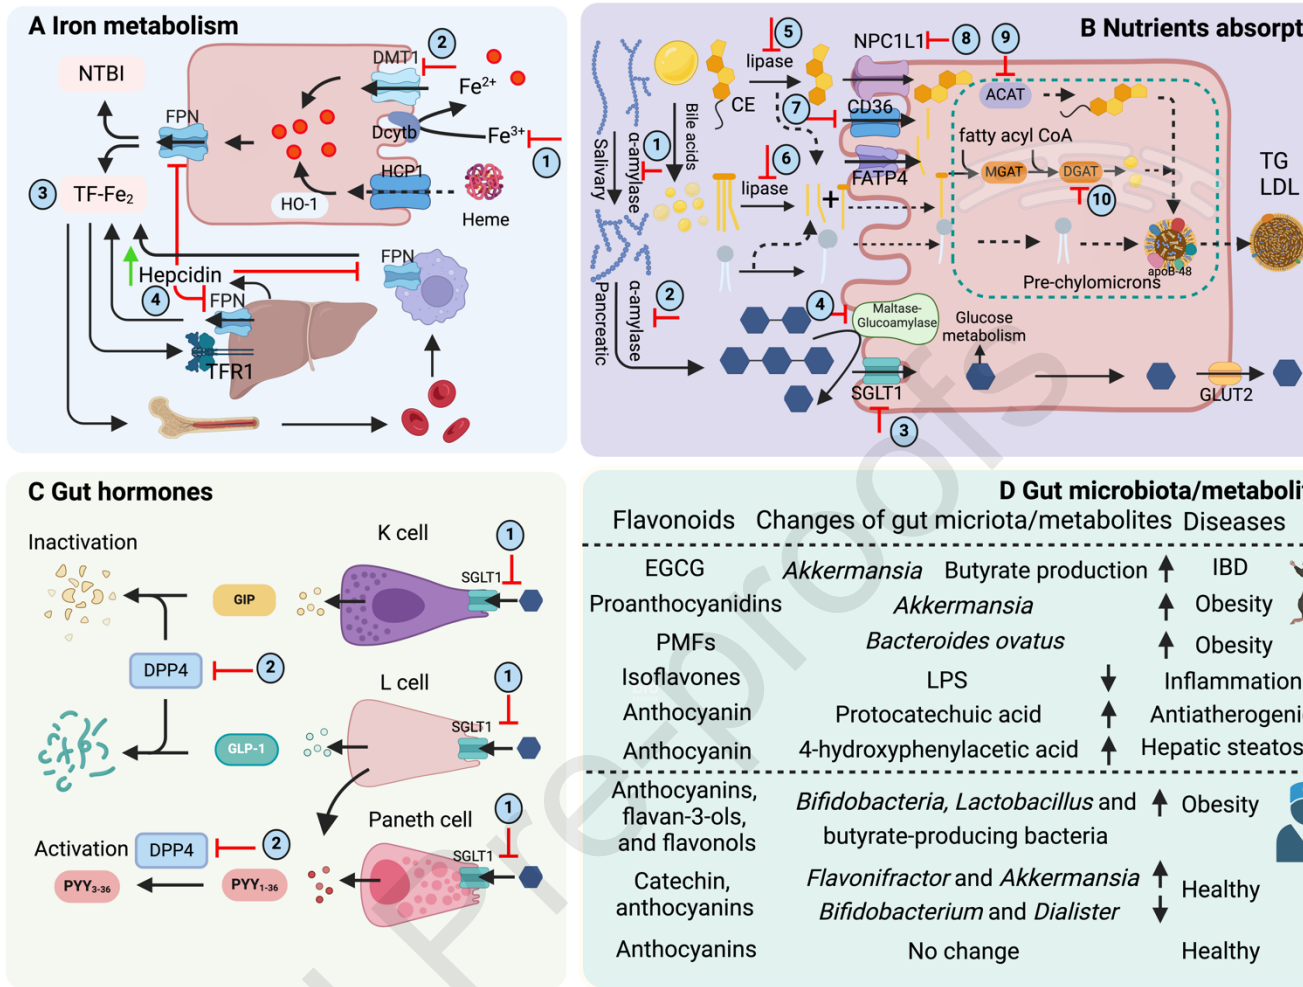 A Iron metabolism
NTBI
FPN
TF-Fe2
3
DMT1
2
Fe2+
Dcytb
Fe3+
1
HCP1
HO-1
Heme
Hepcidin
4
FPN
FPN
TFR1
B Nutrients absorpt
5
lipase
CE
NPC1L1
8
9
7
CD36
ACAT
Bile acids
Salivary
α-amylase
1
6
lipase
FATP4
fatty acyl CoA
MGAT
DGAT
10
TG
LDL
apoB-48
Pre-chylomicrons
Pancreatic
α-amylase
2
4
Maltase-
Glucoamylase
Glucose
metabolism
SGLT1
3
GLUT2
C Gut hormones
Inactivation
K cell
1
SGLT1
GIP
DPP4
2
L cell
1
SGLT1
GLP-1
Paneth cell
1
SGLT1
Activation
DPP4
2
PYY3-36
PYY1-36
D Gut microbiota/metaboli
Flavonoids Changes of gut micriota/metabolites Diseases
EGCG Akkermansia Butyrate production IBD
Proanthocyanidins Akkermansia Obesity
PMFs Bacteroides ovatus Obesity
Isoflavones LPS Inflammation
Anthocyanin Protocatechuic acid Antiatherogeni
Anthocyanin 4-hydroxyphenylacetic acid Hepatic steatos
Anthocyanins,
flavan-3-ols,
and flavonols
Bifidobacteria, Lactobacillus and
butyrate-producing bacteria
Obesity
Catechin,
anthocyanins
Flavonifractor and Akkermansia
Bifidobacterium and Dialister
Healthy
Anthocyanins No change Healthy
l Pre-proofs